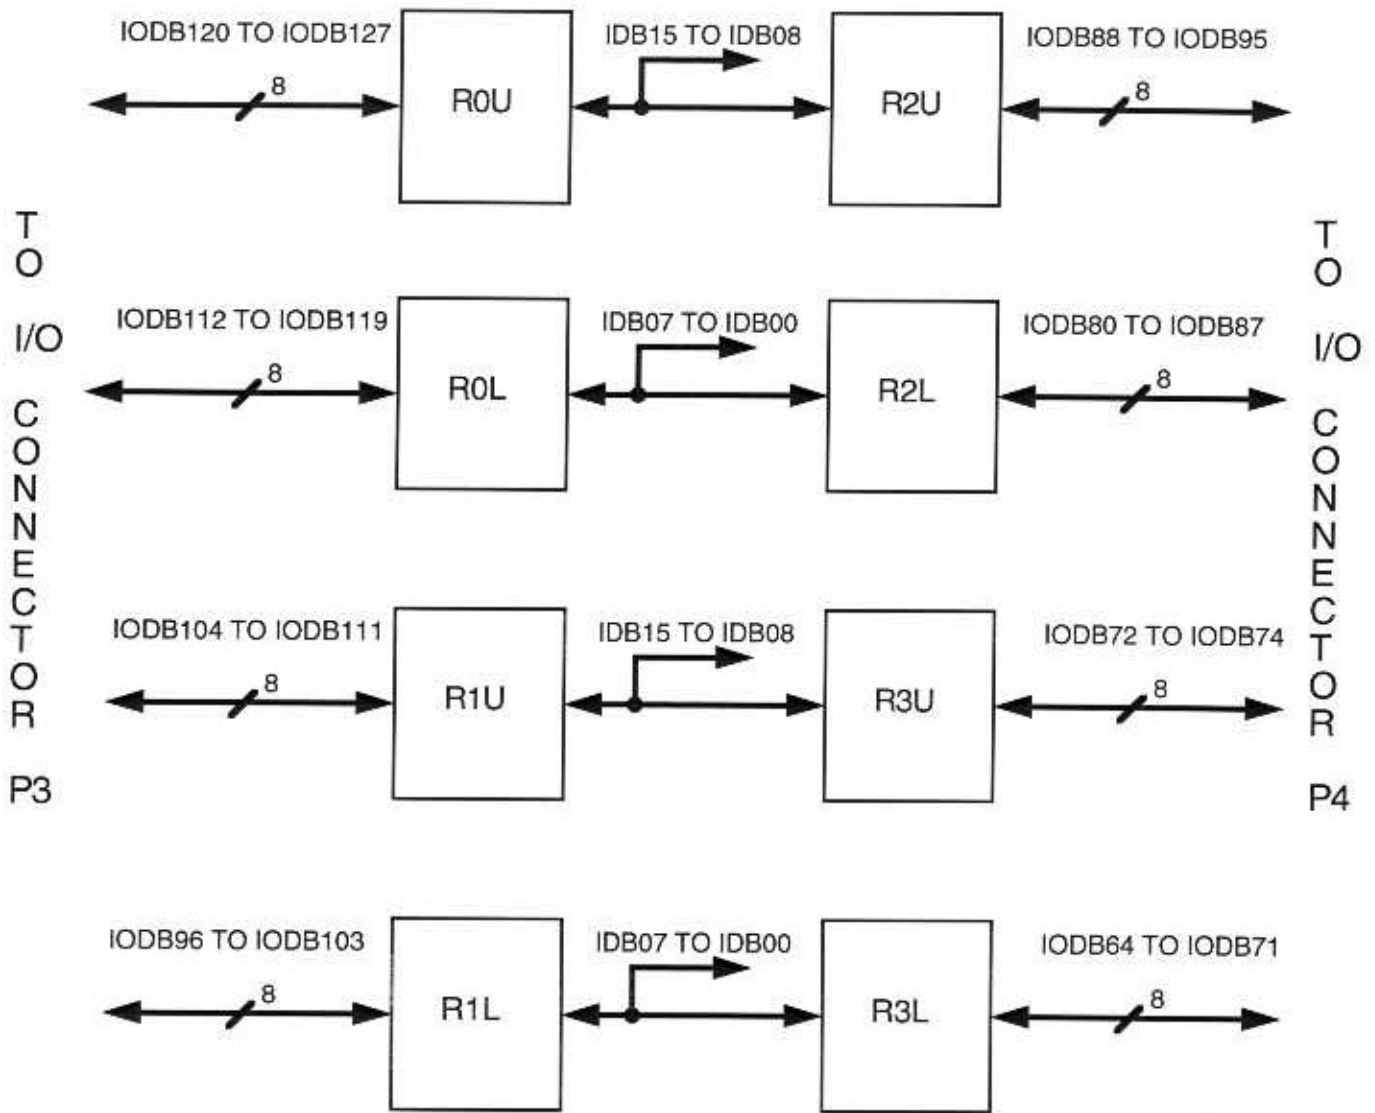 IODB120 TO IODB127
IDB15 TO IDB08
IODB88 TO IODB95
8
R0U
R2U
8
IODB112 TO IODB119
IDB07 TO IDB00
IODB80 TO IODB87
8
R0L
R2L
8
IODB104 TO IODB111
IDB15 TO IDB08
IODB72 TO IODB74
8
R1U
R3U
8
IODB96 TO IODB103
IDB07 TO IDB00
IODB64 TO IODB71
8
R1L
R3L
8
TO I/O CONNECTOR P3
TO I/O CONNECTOR P4